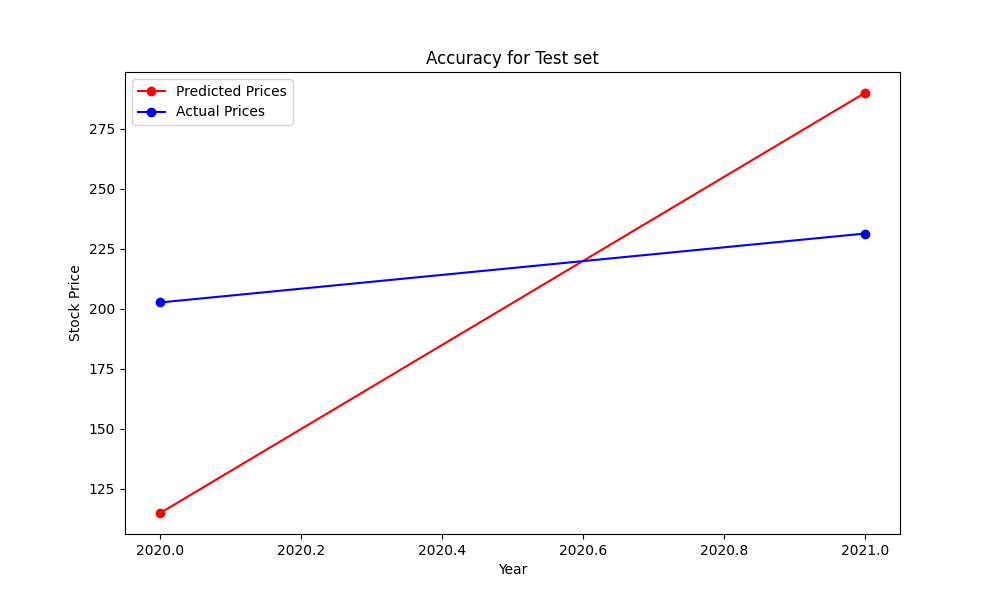 Accuracy for Test set
Predicted Prices
Actual Prices
275
250
225
200
175
150
125
Stock Price
2020.0 2020.2 2020.4 2020.6 2020.8 2021.0
Year